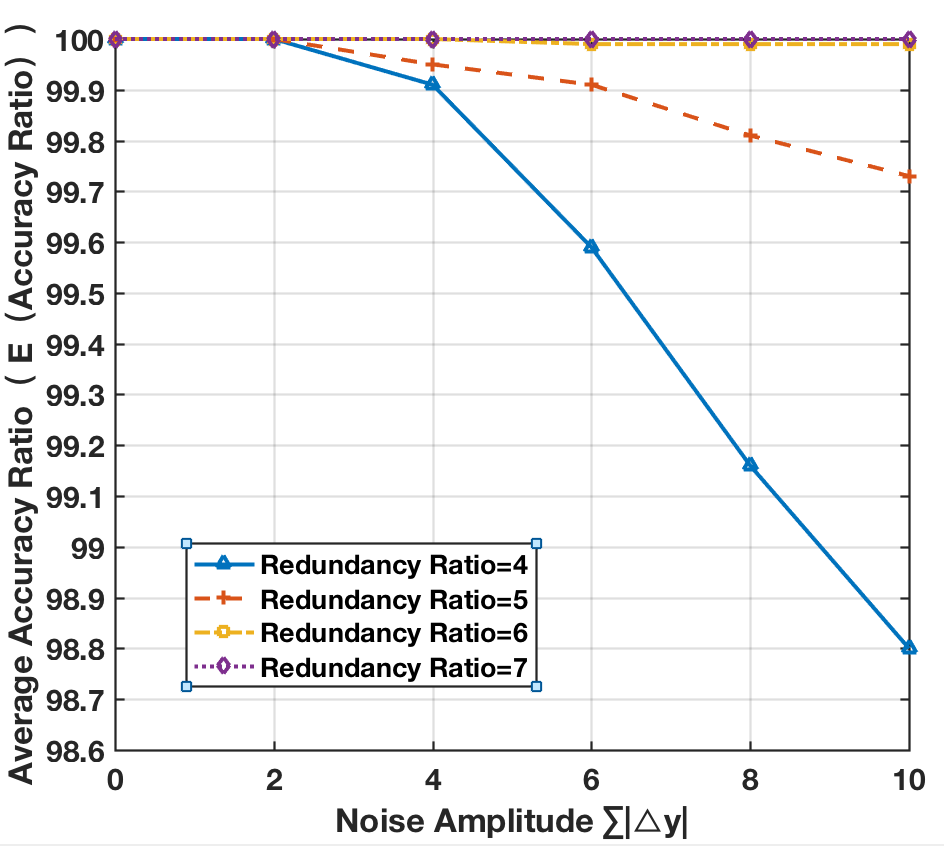 Average Accuracy Ratio （E（Accuracy Ratio））
100
99.9
99.8
99.7
99.6
99.5
99.4
99.3
99.2
99.1
99
98.9
98.8
98.7
98.6
Redundancy Ratio=4
Redundancy Ratio=5
Redundancy Ratio=6
Redundancy Ratio=7
0 2 4 6 8 10
Noise Amplitude ∑|△y|